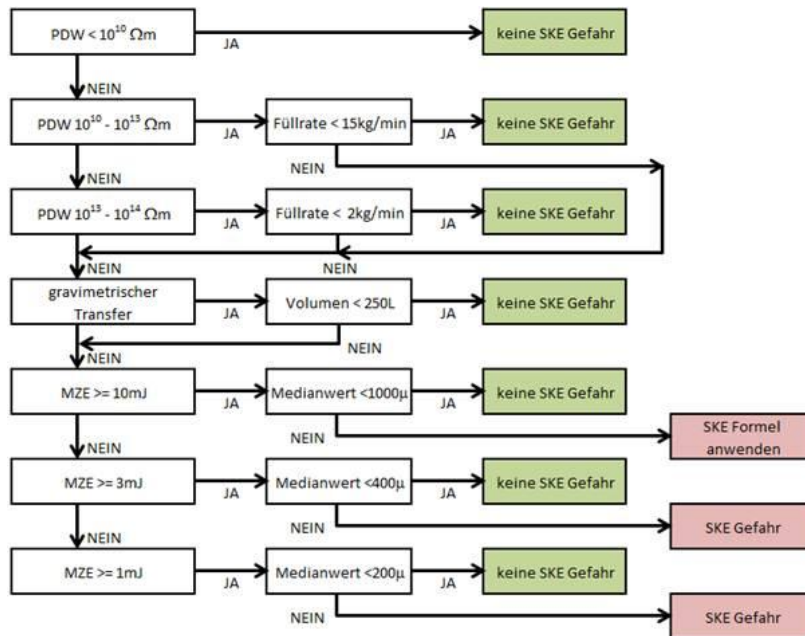 PDW < 10¹⁰ Ωm
JA
keine SKE Gefahr
NEIN
PDW 10¹⁰ - 10¹³ Ωm
JA
Füllrate < 15kg/min
JA
keine SKE Gefahr
NEIN
NEIN
PDW 10¹³ - 10¹⁴ Ωm
JA
Füllrate < 2kg/min
JA
keine SKE Gefahr
NEIN
NEIN
gravimetrischer
Transfer
JA
Volumen < 250L
JA
keine SKE Gefahr
NEIN
NEIN
MZE >= 10mJ
JA
Medianwert <1000µ
JA
keine SKE Gefahr
NEIN
SKE Formel
anwenden
NEIN
MZE >= 3mJ
JA
Medianwert <400µ
JA
keine SKE Gefahr
NEIN
SKE Gefahr
NEIN
MZE >= 1mJ
JA
Medianwert <200µ
JA
keine SKE Gefahr
NEIN
SKE Gefahr